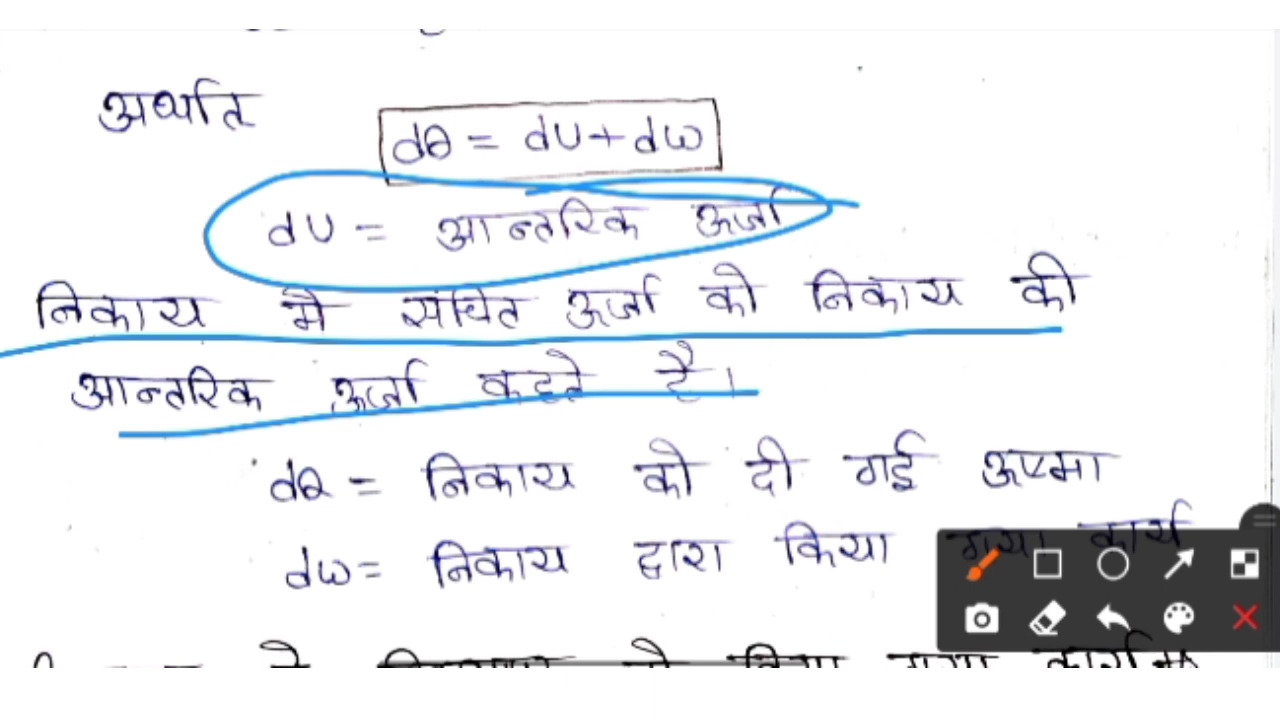 अर्थात
dQ = dU + dw
dU = आन्तरिक ऊर्जा
निकाय मे संचित ऊर्जा को निकाय की
आन्तरिक ऊर्जा कहते है।
dQ = निकाय को दी गई ऊष्मा
dw = निकाय द्वारा किया गया कार्य